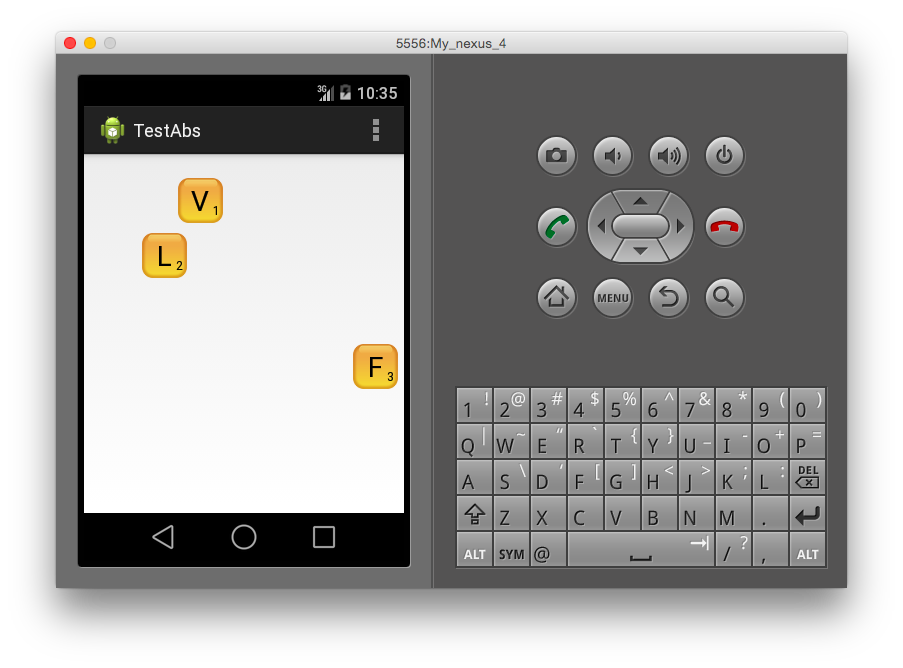 5556:My_nexus_4
3G 10:35
TestAbs
V 1
L 2
F 3
MENU
1 ! 2 @ 3 # 4 $ 5 % 6 ^ 7 & 8 * 9 ( 0 )
Q | W ~ E “ R ` T { Y } U _ I - O + P =
A S \ D ‘ F [ G ] H < J > K ; L : DEL
Z X C V B N M .
ALT SYM @ / ? , ALT